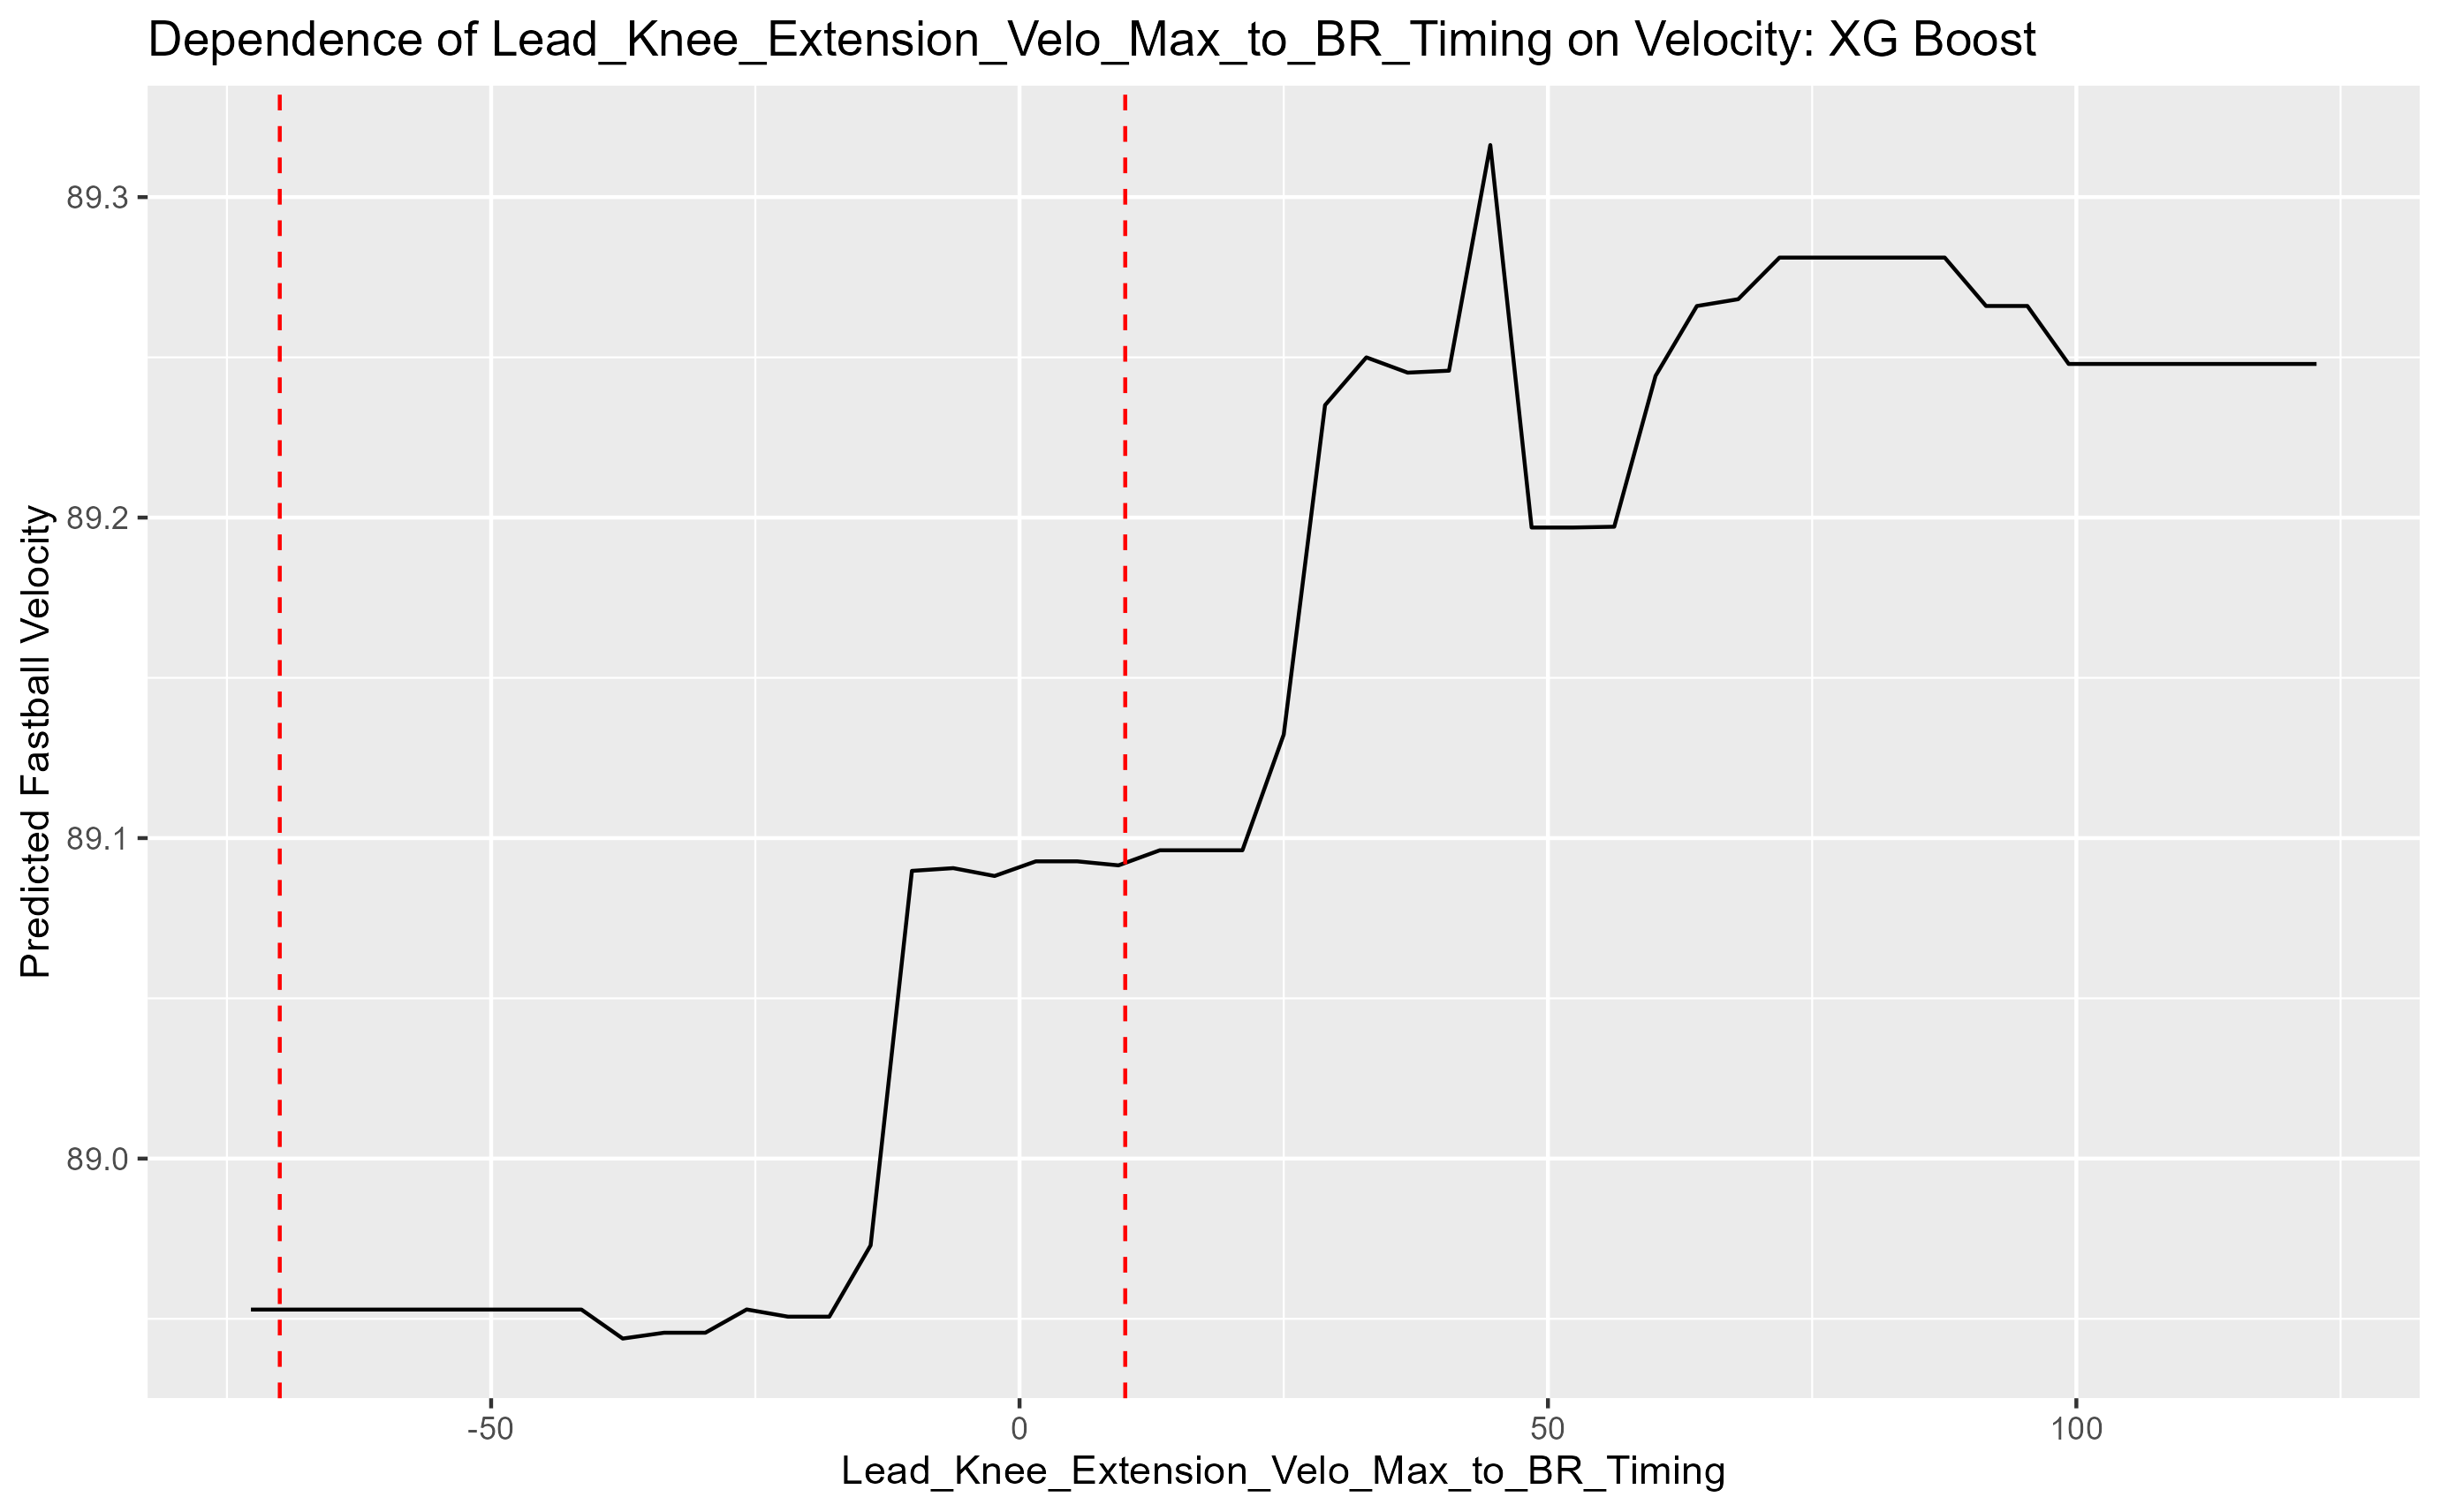 Dependence of Lead_Knee_Extension_Velo_Max_to_BR_Timing on Velocity: XG Boost
Predicted Fastball Velocity
89.3
89.2
89.1
89.0
-50 0 50 100
Lead_Knee_Extension_Velo_Max_to_BR_Timing